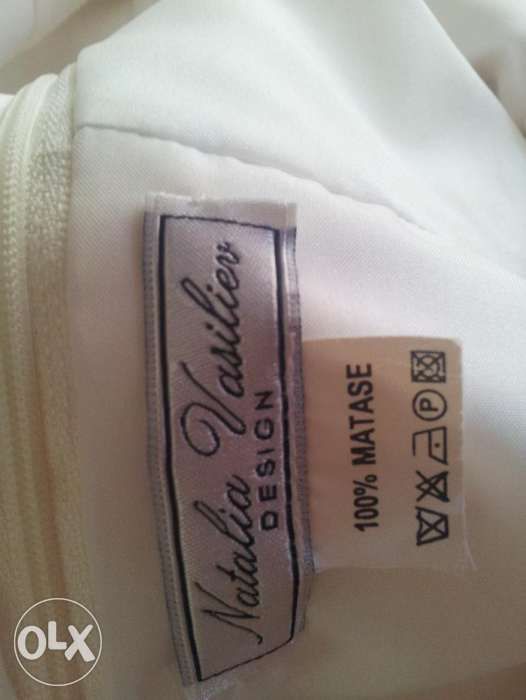 Natalia Vasiliev
DESIGN
100% MATASE
P
OLX